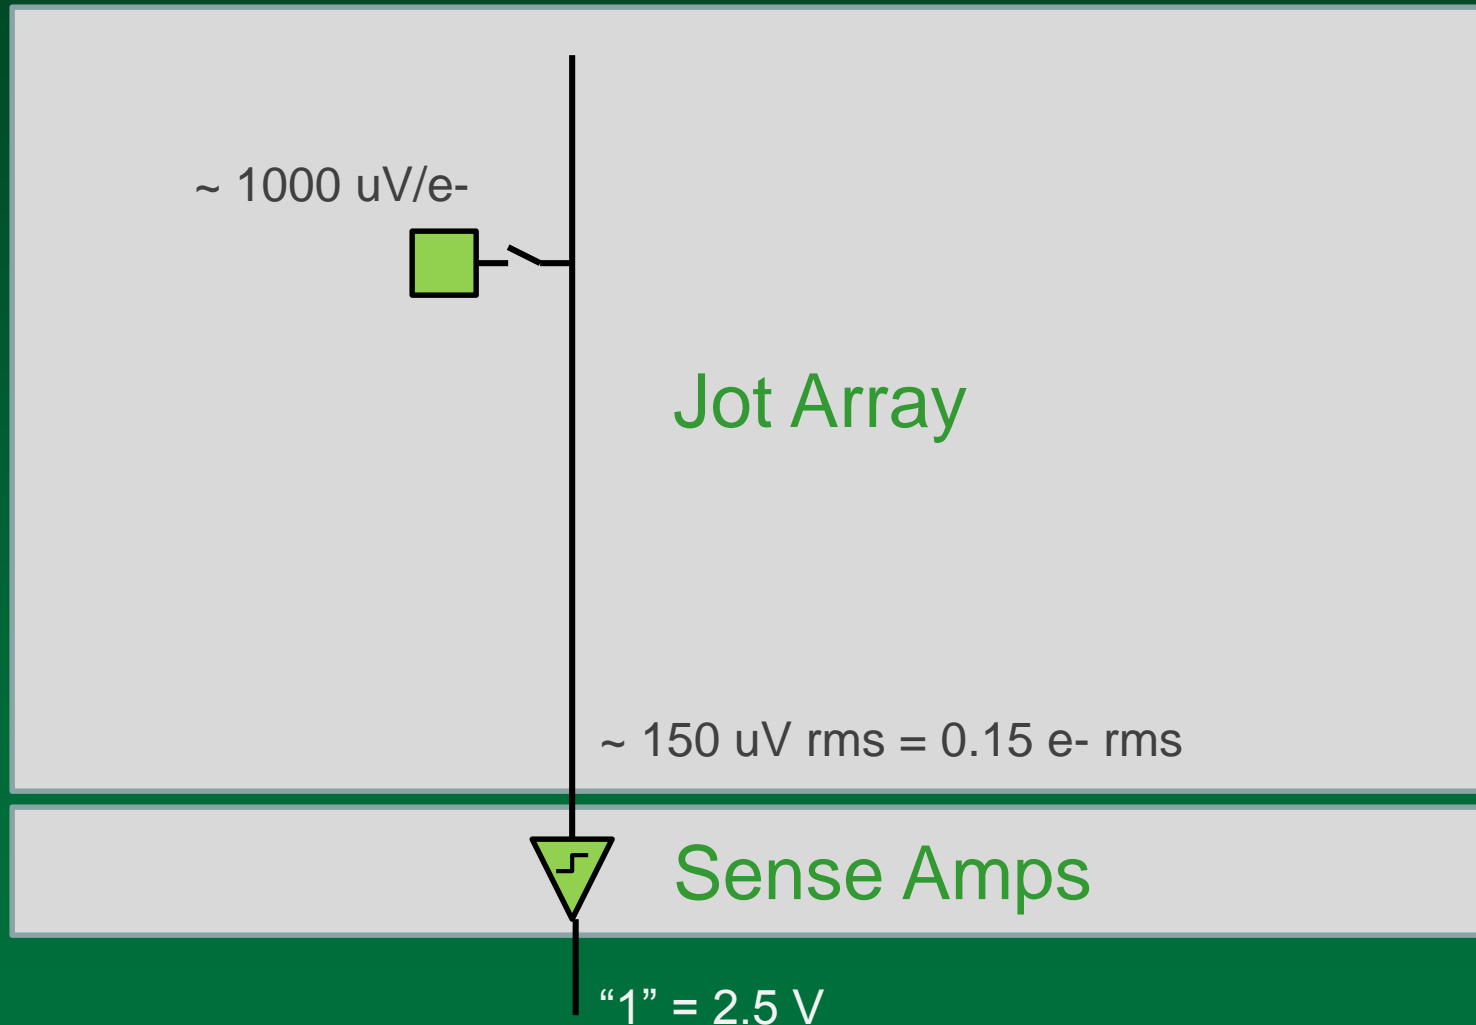 ~ 1000 uV/e-
Jot Array
~ 150 uV rms = 0.15 e- rms
Sense Amps
“1” = 2.5 V